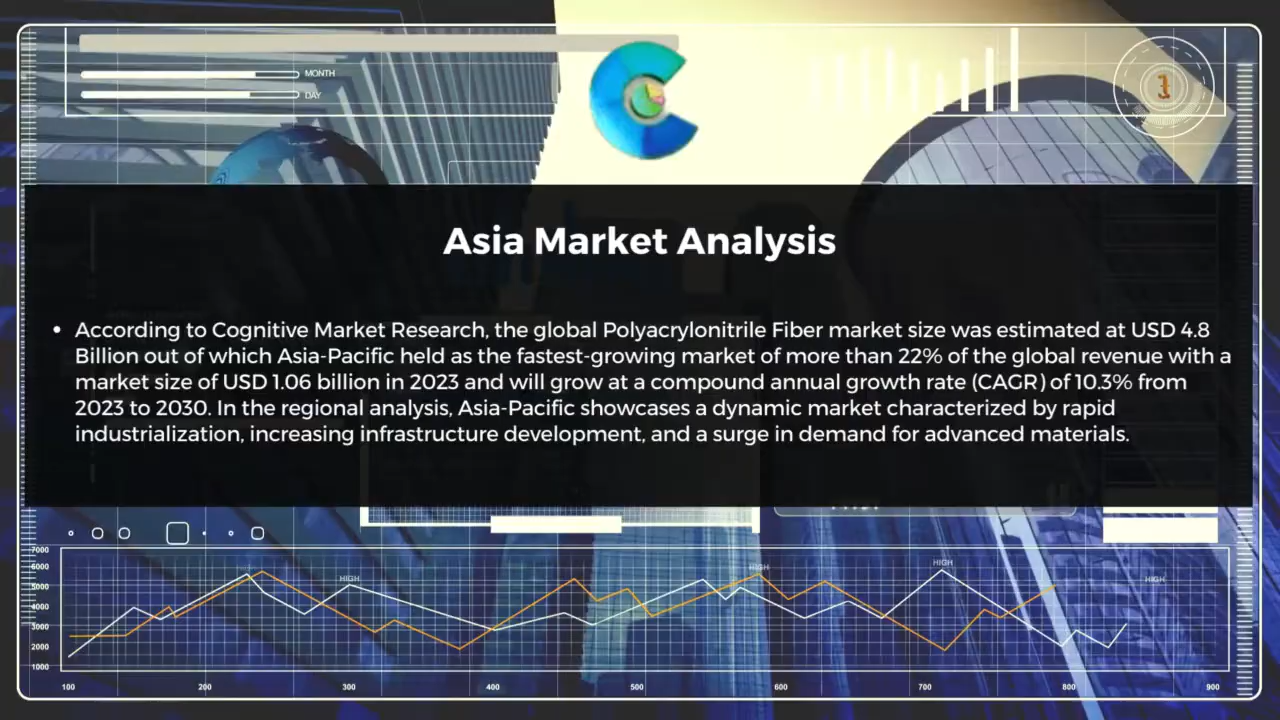 MONTH
DAY
1
Asia Market Analysis
• According to Cognitive Market Research, the global Polyacrylonitrile Fiber market size was estimated at USD 4.8
Billion out of which Asia-Pacific held as the fastest-growing market of more than 22% of the global revenue with a
market size of USD 1.06 billion in 2023 and will grow at a compound annual growth rate (CAGR) of 10.3% from
2023 to 2030. In the regional analysis, Asia-Pacific showcases a dynamic market characterized by rapid
industrialization, increasing infrastructure development, and a surge in demand for advanced materials.
7000
6000
5000
4000
3000
2000
1000
HIGH
HIGH
HIGH
HIGH
100 200 300 400 500 600 700 800 900